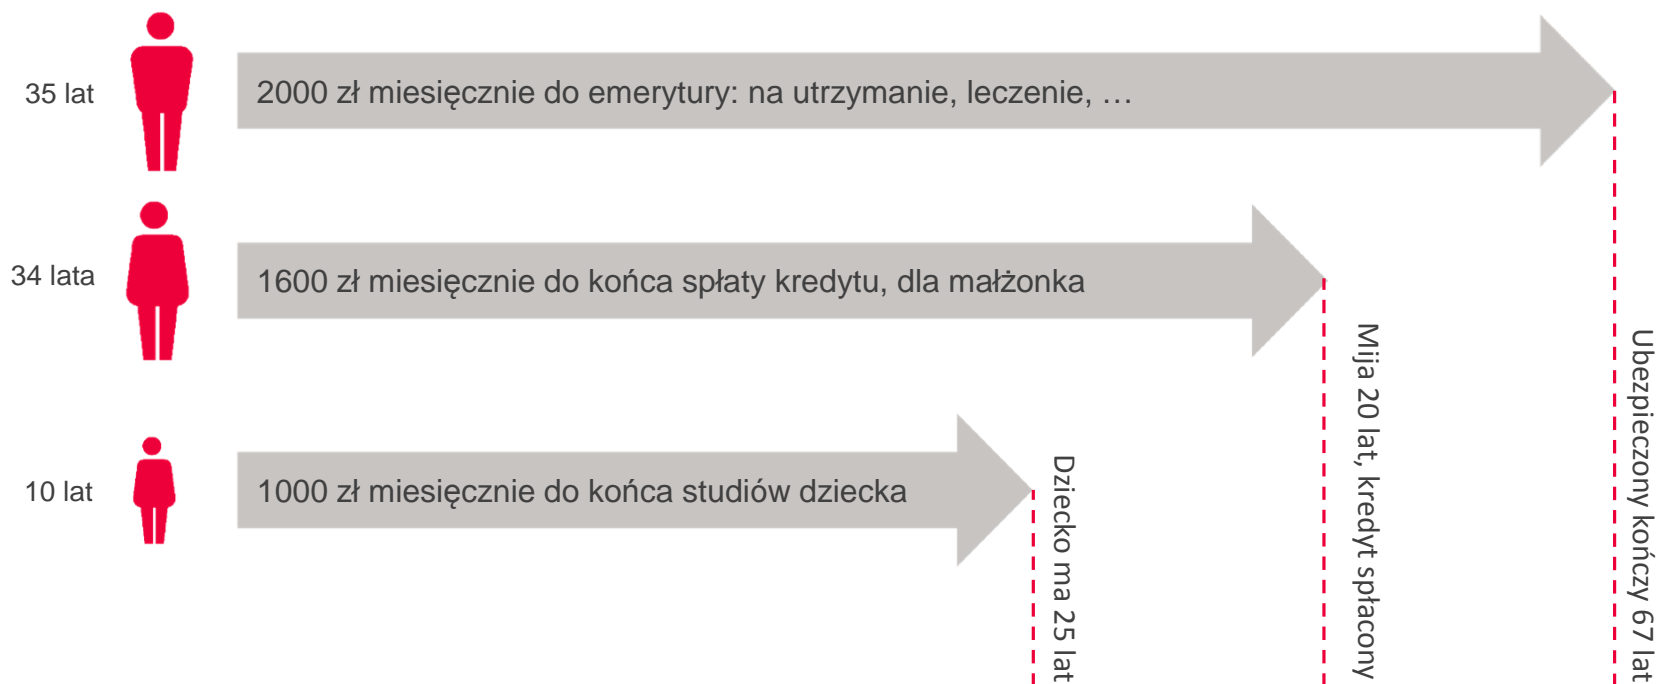 35 lat
2000 zł miesięcznie do emerytury: na utrzymanie, leczenie, …
34 lata
1600 zł miesięcznie do końca spłaty kredytu, dla małżonka
10 lat
1000 zł miesięcznie do końca studiów dziecka
Dziecko ma 25 lat
Mija 20 lat, kredyt spłacony
Ubezpieczony kończy 67 lat